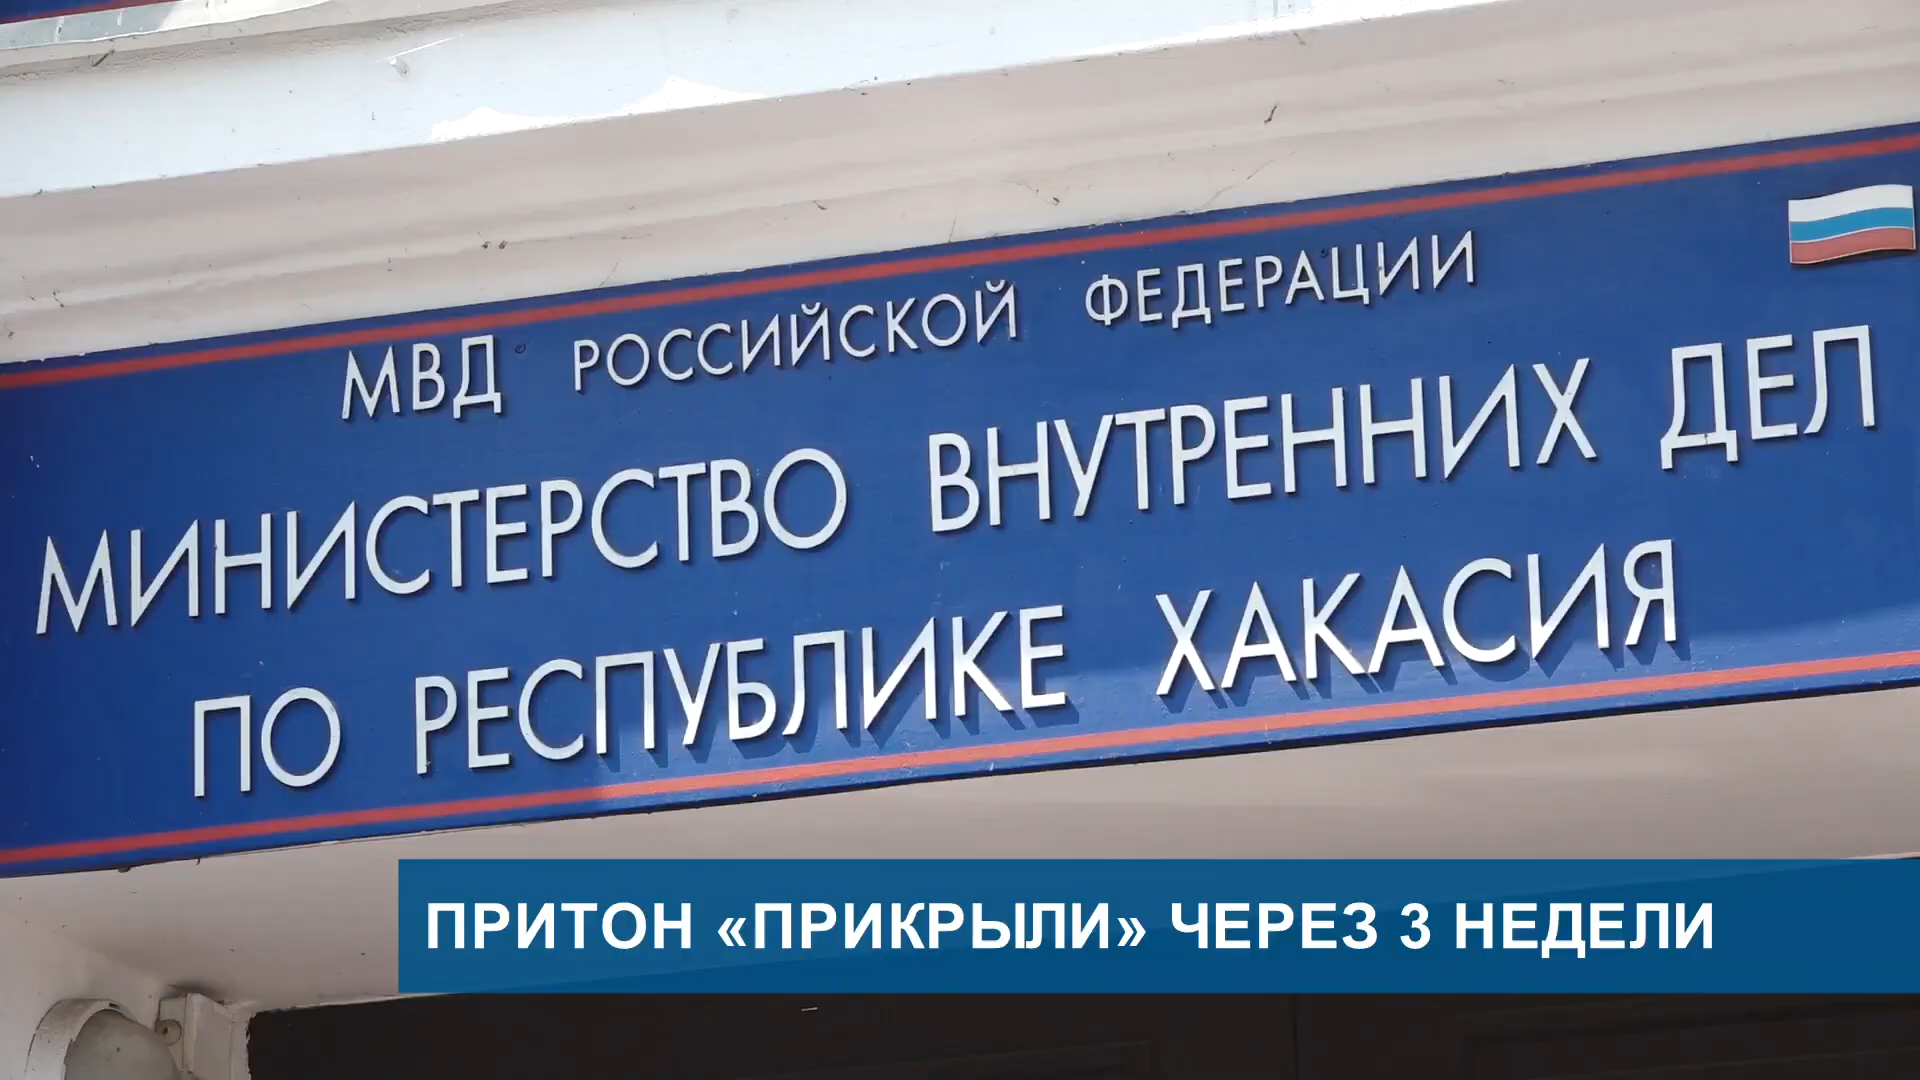 МВД РОССИЙСКОЙ ФЕДЕРАЦИИ
МИНИСТЕРСТВО ВНУТРЕННИХ ДЕЛ
ПО РЕСПУБЛИКЕ ХАКАСИЯ
ПРИТОН «ПРИКРЫЛИ» ЧЕРЕЗ 3 НЕДЕЛИ